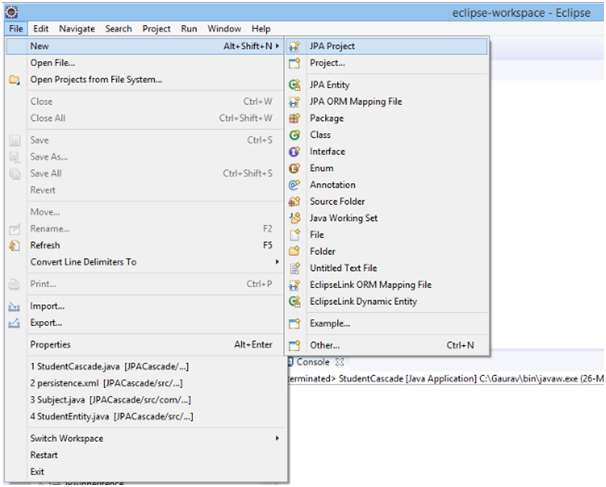 eclipse-workspace - Eclipse
File Edit Navigate Search Project Run Window Help
New Alt+Shift+N
Open File...
Open Projects from File System...
Close Ctrl+W
Close All Ctrl+Shift+W
Save Ctrl+S
Save As...
Save All Ctrl+Shift+S
Revert
Move...
Rename... F2
Refresh F5
Convert Line Delimiters To
Print... Ctrl+P
Import...
Export...
Properties Alt+Enter
1 StudentCascade.java [JPACascade/...]
2 persistence.xml [JPACascade/src/...]
3 Subject.java [JPACascade/src/com/...]
4 StudentEntity.java [JPACascade/src/...]
Switch Workspace
Restart
Exit
JPA Project
Project...
JPA Entity
JPA ORM Mapping File
Package
Class
Interface
Enum
Annotation
Source Folder
Java Working Set
File
Folder
Untitled Text File
EclipseLink ORM Mapping File
EclipseLink Dynamic Entity
Example...
Other... Ctrl+N
Console
terminated> StudentCascade [Java Application] C:\Gaurav\bin\javaw.exe (26-M